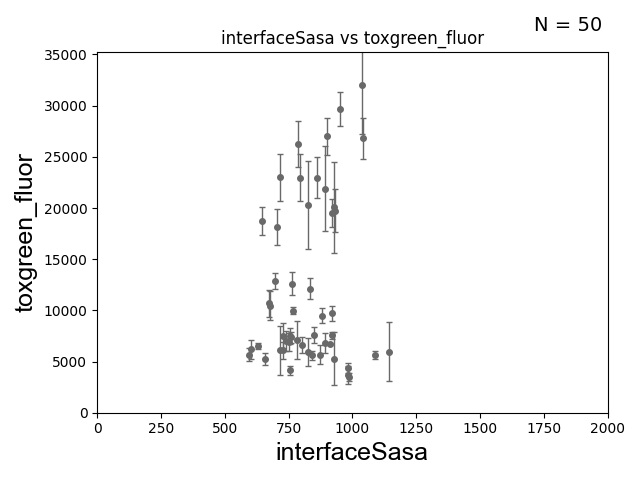 N = 50
interfaceSasa vs toxgreen_fluor
35000
30000
25000
20000
15000
10000
5000
0
toxgreen_fluor
0 250 500 750 1000 1250 1500 1750 2000
interfaceSasa